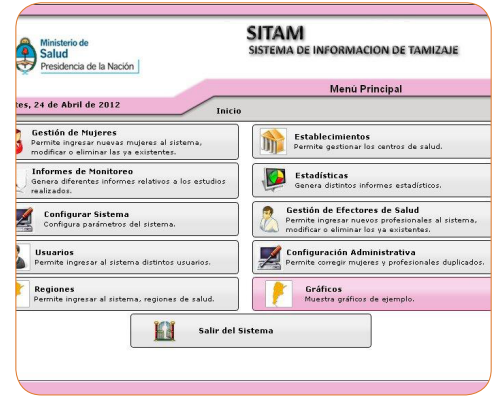 Ministerio de
Salud
Presidencia de la Nación
SITAM
SISTEMA DE INFORMACION DE TAMIZAJE
Menú Principal
tes, 24 de Abril de 2012
Inicio
Gestión de Mujeres
Permite ingresar nuevas mujeres al sistema,
modificar o eliminar las ya existentes.
Establecimientos
Permite gestionar los centros de salud.
Informes de Monitoreo
Genera diferentes informes relativos a los estudios
realizados.
Estadísticas
Genera distintos informes estadísticos.
Configurar Sistema
Configura parámetros del sistema.
Gestión de Efectores de Salud
Permite ingresar nuevos profesionales al sistema,
modificar o eliminar los ya existentes.
Usuarios
Permite ingresar al sistema distintos usuarios.
Configuración Administrativa
Permite corregir mujeres y profesionales duplicados.
Regiones
Permite ingresar al sistema, regiones de salud.
Gráficos
Muestra gráficos de ejemplo.
Salir del Sistema